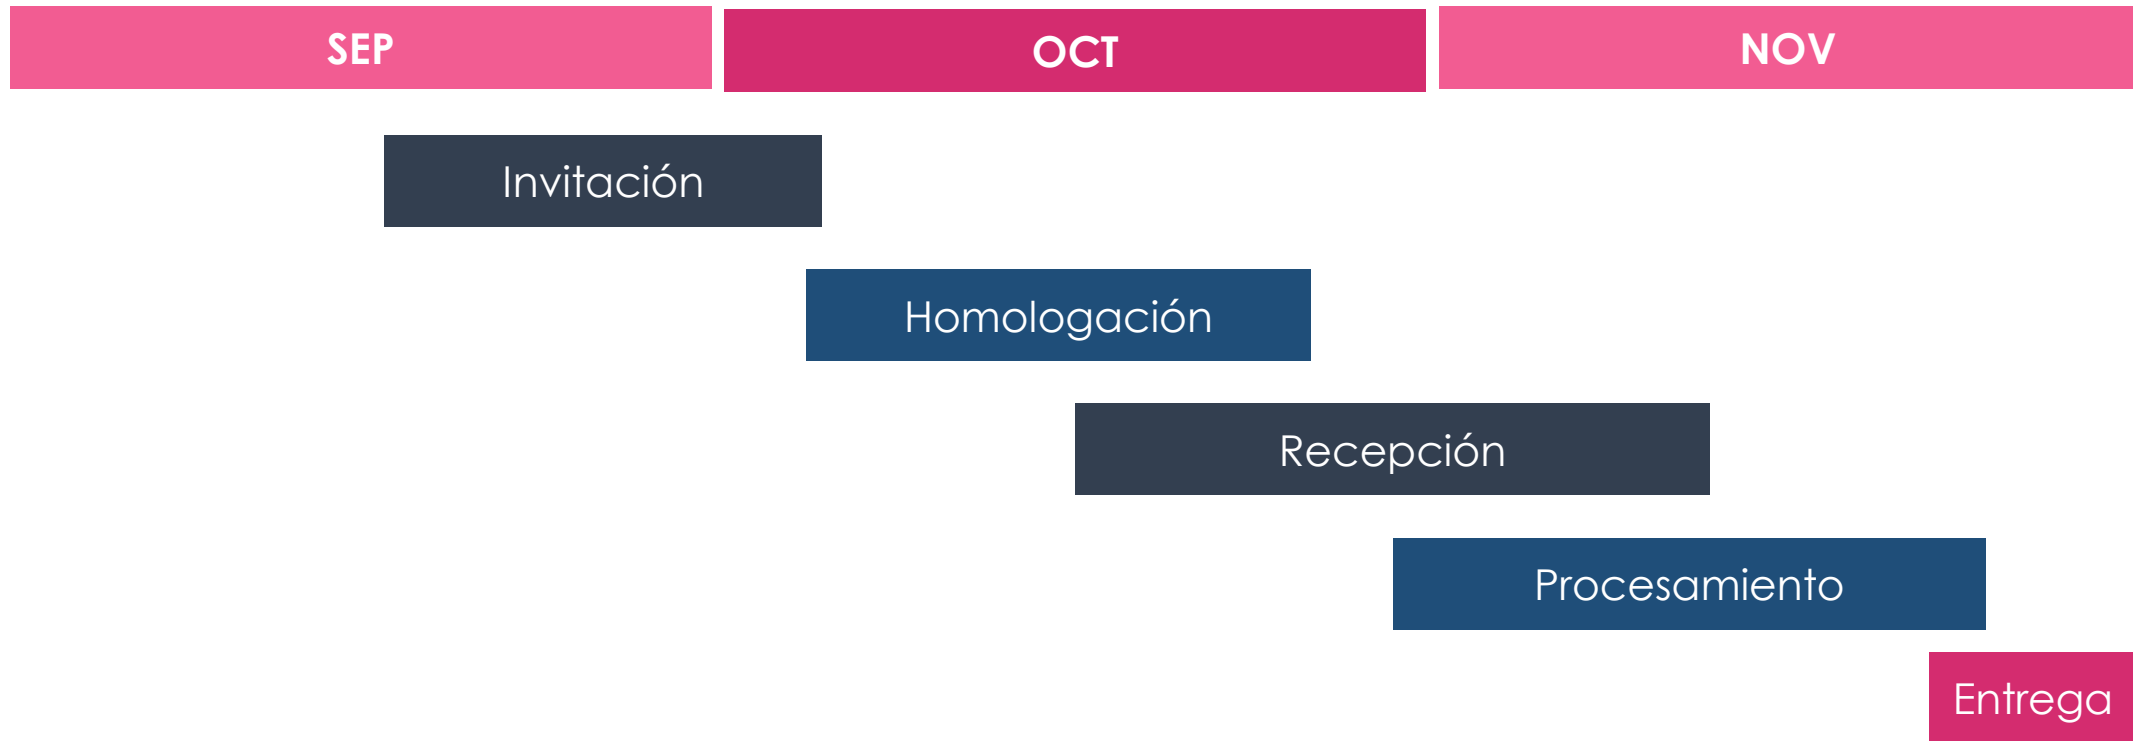 SEP
OCT
NOV
Invitación
Homologación
Recepción
Procesamiento
Entrega